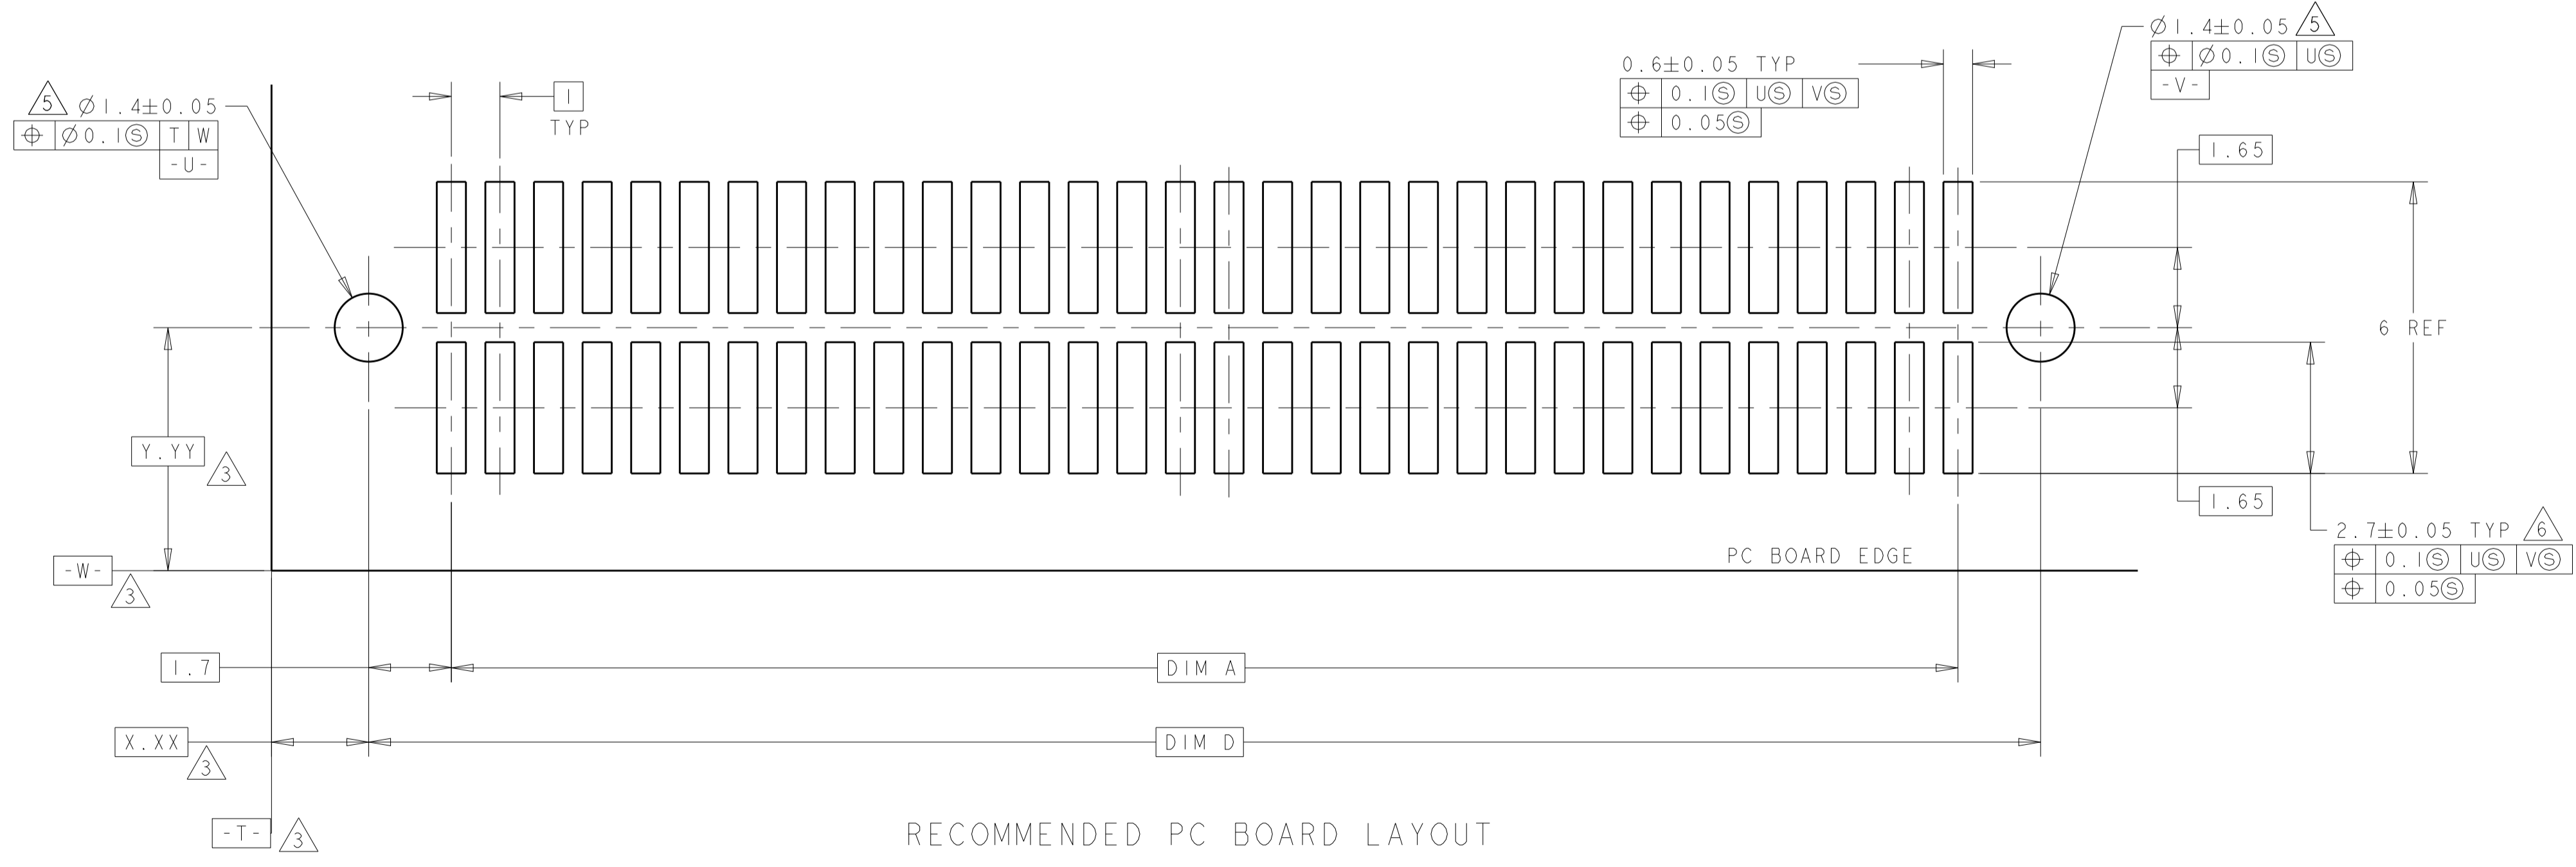 5 Ø1.4±0.05
⌖ Ø0.1Ⓢ T W
-U-
1
TYP
0.6±0.05 TYP
⌖ 0.1Ⓢ UⓈ VⓈ
⌖ 0.05Ⓢ
Ø1.4±0.05 5
⌖ Ø0.1Ⓢ UⓈ
-V-
1.65
6 REF
Y.YY
3
1.65
2.7±0.05 TYP 6
⌖ 0.1Ⓢ UⓈ VⓈ
⌖ 0.05Ⓢ
PC BOARD EDGE
-W-
3
1.7
DIM A
X.XX
3
DIM D
-T- 3
RECOMMENDED PC BOARD LAYOUT